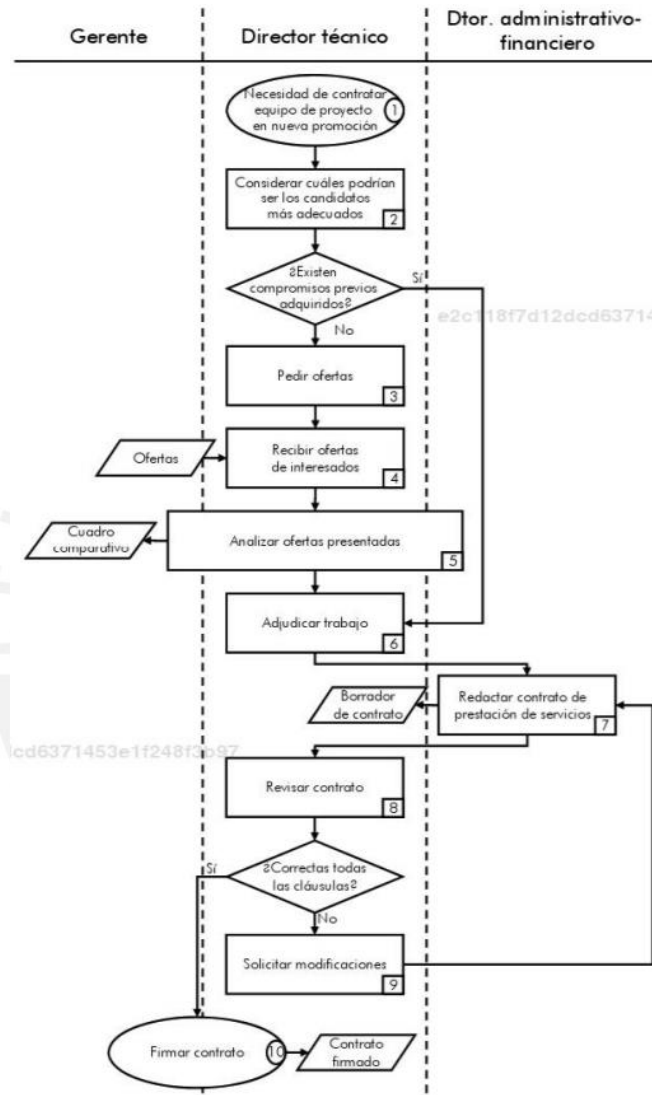 Gerente
Director técnico
Dtor. administrativo-
financiero
Necesidad de contratar
equipo de proyecto
en nueva promoción
1
Considerar cuáles podrían
ser los candidatos
más adecuados
2
¿Existen
compromisos previos
adquiridos?
Sí
e2c118f7d12dcd63714
No
Pedir ofertas
3
Ofertas
Recibir ofertas
de interesados
4
Cuadro
comparativo
Analizar ofertas presentadas
5
Adjudicar trabajo
6
Borrador
de contrato
Redactar contrato de
prestación de servicios
7
cd6371453e1f248f3b97
Revisar contrato
8
Sí
¿Correctas todas
las cláusulas?
No
Solicitar modificaciones
9
Firmar contrato
10
Contrato
firmado